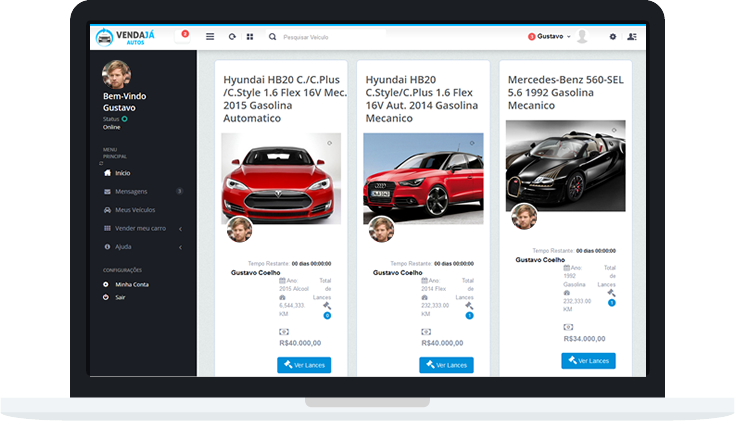 VENDAJÁ
AUTOS
3
Pesquisar Veículo
3 Gustavo
Bem-Vindo
Gustavo
Status
Online
MENU
PRINCIPAL
Início
Mensagens 3
Meus Veículos
Vender meu carro
Ajuda
CONFIGURAÇÕES
Minha Conta
Sair
Hyundai HB20 C./C.Plus
/C.Style 1.6 Flex 16V Mec.
2015 Gasolina
Automatico
Tempo Restante: 00 dias 00:00:00
Gustavo Coelho
Ano:
2015 Alcool
6,544,333.
KM
Total
de
Lances
0
R$40.000,00
Ver Lances
Hyundai HB20
C.Style/C.Plus 1.6 Flex
16V Aut. 2014 Gasolina
Mecanico
Tempo Restante: 00 dias 00:00:00
Gustavo Coelho
Ano:
2014 Flex
232,333.00
KM
Total
de
Lances
1
R$40.000,00
Ver Lances
Mercedes-Benz 560-SEL
5.6 1992 Gasolina
Mecanico
Tempo Restante: 00 dias 00:00:00
Gustavo Coelho
Ano:
1992
Gasolina
232,333.00
KM
Total
de
Lances
1
R$34.000,00
Ver Lances